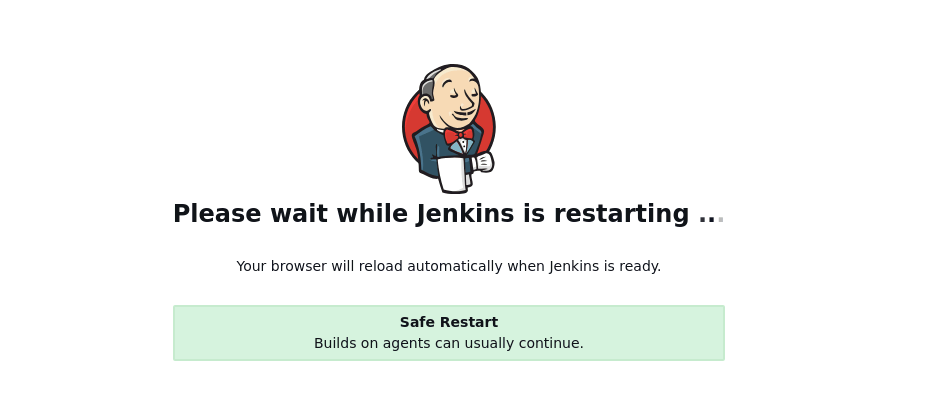 Please wait while Jenkins is restarting ...
Your browser will reload automatically when Jenkins is ready.
Safe Restart
Builds on agents can usually continue.